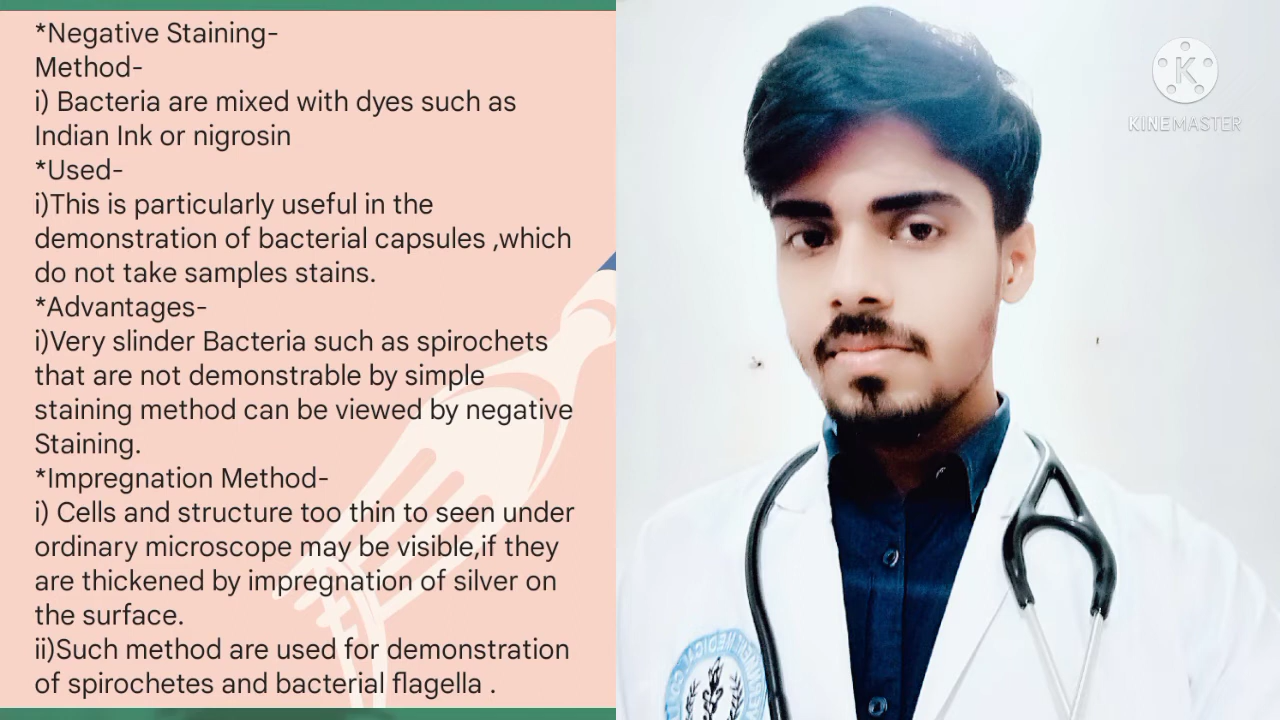 *Negative Staining-
Method-
i) Bacteria are mixed with dyes such as
Indian Ink or nigrosin
*Used-
i)This is particularly useful in the
demonstration of bacterial capsules ,which
do not take samples stains.
*Advantages-
i)Very slinder Bacteria such as spirochets
that are not demonstrable by simple
staining method can be viewed by negative
Staining.
*Impregnation Method-
i) Cells and structure too thin to seen under
ordinary microscope may be visible,if they
are thickened by impregnation of silver on
the surface.
ii)Such method are used for demonstration
of spirochetes and bacterial flagella .
K
KINEMASTER
MEDICAL